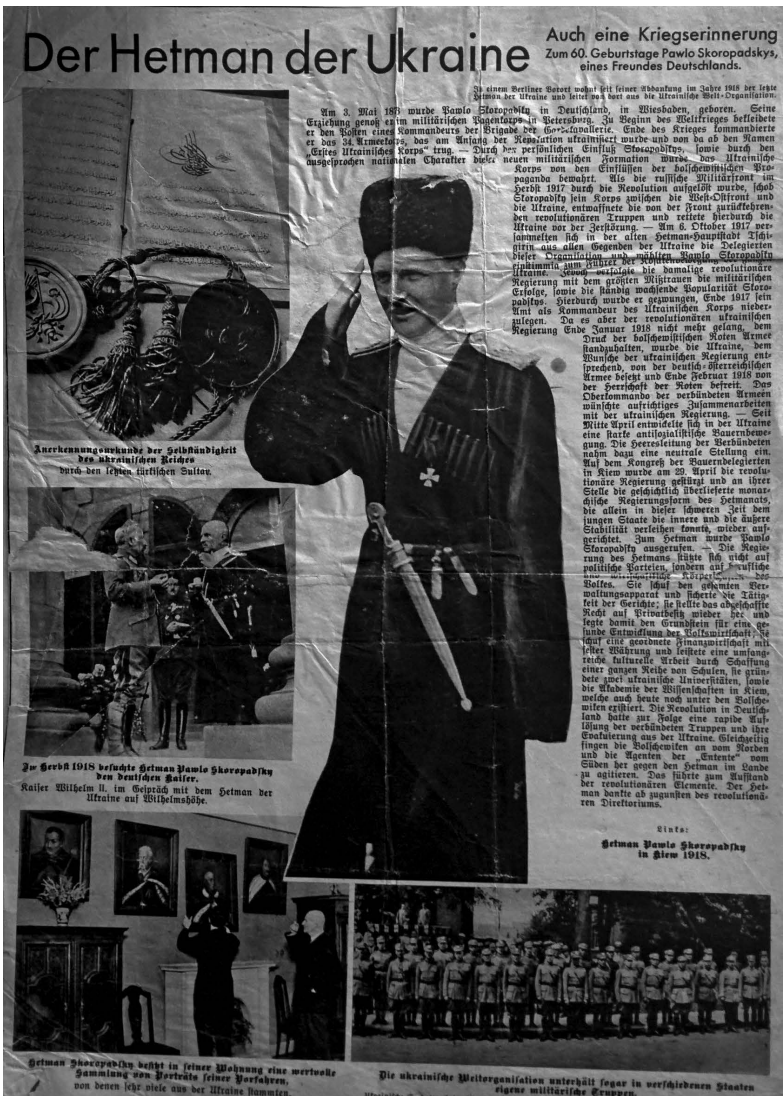 Der Hetman der Ukraine
Auch eine Kriegserinnerung
Zum 60. Geburtstage Pawlo Skoropadskys,
eines Freundes Deutschlands.
In einem Berliner Vorort wohnt seit seiner Abdankung im Jahre 1918 der letzte
Hetman der Ukraine und leitet von dort aus die Ukrainische Welt-Organisation.
Am 3. Mai 1873 wurde Pawlo Skoropadsky in Deutschland, in Wiesbaden, geboren. Seine
Erziehung genoß er im militärischen Pagenkorps in Petersburg. Zu Beginn des Weltkrieges bekleidete
er den Posten eines Kommandeurs der Brigade der Gardekavallerie. Ende des Krieges kommandierte
er das 34. Armeekorps, das am Anfang der Revolution ukrainisiert wurde und von da ab den Namen
„Erstes Ukrainisches Korps“ trug. — Durch den persönlichen Einfluß Skoropadskys, sowie durch den
ausgesprochen nationalen Charakter dieser neuen militärischen Formation wurde das Ukrainische
Korps von den Einflüssen der bolschewistischen Pro-
paganda bewahrt. Als die russische Militärfront im
Herbst 1917 durch die Revolution aufgelöst wurde, schob
Skoropadsky sein Korps zwischen die West-Ostfront und
die Ukraine, entwaffnete die von der Front zurückkehren-
den revolutionären Truppen und rettete hierdurch die
Ukraine vor der Zerstörung. — Am 6. Oktober 1917 ver-
sammelten sich in der alten Hetman-Hauptstadt Tschi-
girin aus allen Gegenden der Ukraine die Delegierten
dieser Organisation und wählten Pawlo Skoropadsky
einstimmig zum Führer der
Ukraine. Jedoch verfolgte die damalige revolutionäre
Regierung mit dem größten Mißtrauen die militärischen
Erfolge, sowie die ständig wachsende Popularität Skoro-
padskys. Hierdurch wurde er gezwungen, Ende 1917 sein
Amt als Kommandeur des Ukrainischen Korps nieder-
zulegen. Da es aber der revolutionären ukrainischen
Regierung Ende Januar 1918 nicht mehr gelang, dem
Druck der bolschewistischen Roten Armee
standzuhalten, wurde die Ukraine, dem
Wunsche der ukrainischen Regierung ent-
sprechend, von der deutsch-österreichischen
Armee besetzt und Ende Februar 1918 von
der Herrschaft der Roten befreit. Das
Oberkommando der verbündeten Armeen
wünschte aufrichtiges Zusammenarbeiten
mit der ukrainischen Regierung. — Seit
Mitte April entwickelte sich in der Ukraine
eine starke antisozialistische Bauernbewe-
gung. Die Heeresleitung der Verbündeten
nahm dazu eine neutrale Stellung ein.
Auf dem Kongreß der Bauerndelegierten
in Kiew wurde am 29. April die revolu-
tionäre Regierung gestürzt und an ihrer
Stelle die geschichtlich überlieferte monar-
chische Regierungsform des Hetmanats,
die allein in dieser schweren Zeit dem
jungen Staate die innere und die äußere
Stabilität verleihen konnte, wieder auf-
gerichtet. Zum Hetman wurde Pawlo
Skoropadsky ausgerufen. — Die Regie-
rung des Hetmans stützte sich nicht auf
politische Parteien, sondern auf berufliche
und wirtschaftliche Körperschaften des
Volkes. Sie schuf den gesamten Ver-
waltungsapparat und sicherte die Tätig-
keit der Gerichte; sie stellte das abgeschaffte
Recht auf Privatbesitz wieder her und
legte damit den Grundstein für eine ge-
sunde Entwicklung der Volkswirtschaft; sie
schuf eine geordnete Finanzwirtschaft mit
fester Währung und leistete eine umfang-
reiche kulturelle Arbeit durch Schaffung
einer ganzen Reihe von Schulen, sie grün-
dete zwei ukrainische Universitäten, sowie
die Akademie der Wissenschaften in Kiew,
welche auch heute noch unter den Bolsche-
wiken existiert. Die Revolution in Deutsch-
land hatte zur Folge eine rapide Auf-
lösung der verbündeten Truppen und ihre
Evakuierung aus der Ukraine. Gleichzeitig
fingen die Bolschewiken an vom Norden
und die Agenten der „Entente“ vom
Süden her gegen den Hetman im Lande
zu agitieren. Das führte zum Aufstand
der revolutionären Elemente. Der Het-
man dankte ab zugunsten des revolutionä-
ren Direktoriums.
Links:
Hetman Pawlo Skoropadsky
in Kiew 1918.
Anerkennungsurkunde der Selbständigkeit
des ukrainischen Reiches
durch den letzten türkischen Sultav.
Im Herbst 1918 besuchte Hetman Pawlo Skoropadsky
den deutschen Kaiser.
Kaiser Wilhelm II. im Gespräch mit dem Hetman der
Ukraine auf Wilhelmshöhe.
Hetman Skoropadsky besitzt in seiner Wohnung eine wertvolle
Sammlung von Porträts seiner Vorfahren,
von denen sehr viele aus der Ukraine stammten.
Die ukrainische Weltorganisation unterhält sogar in verschiedenen Staaten
eigene militärische Truppen.